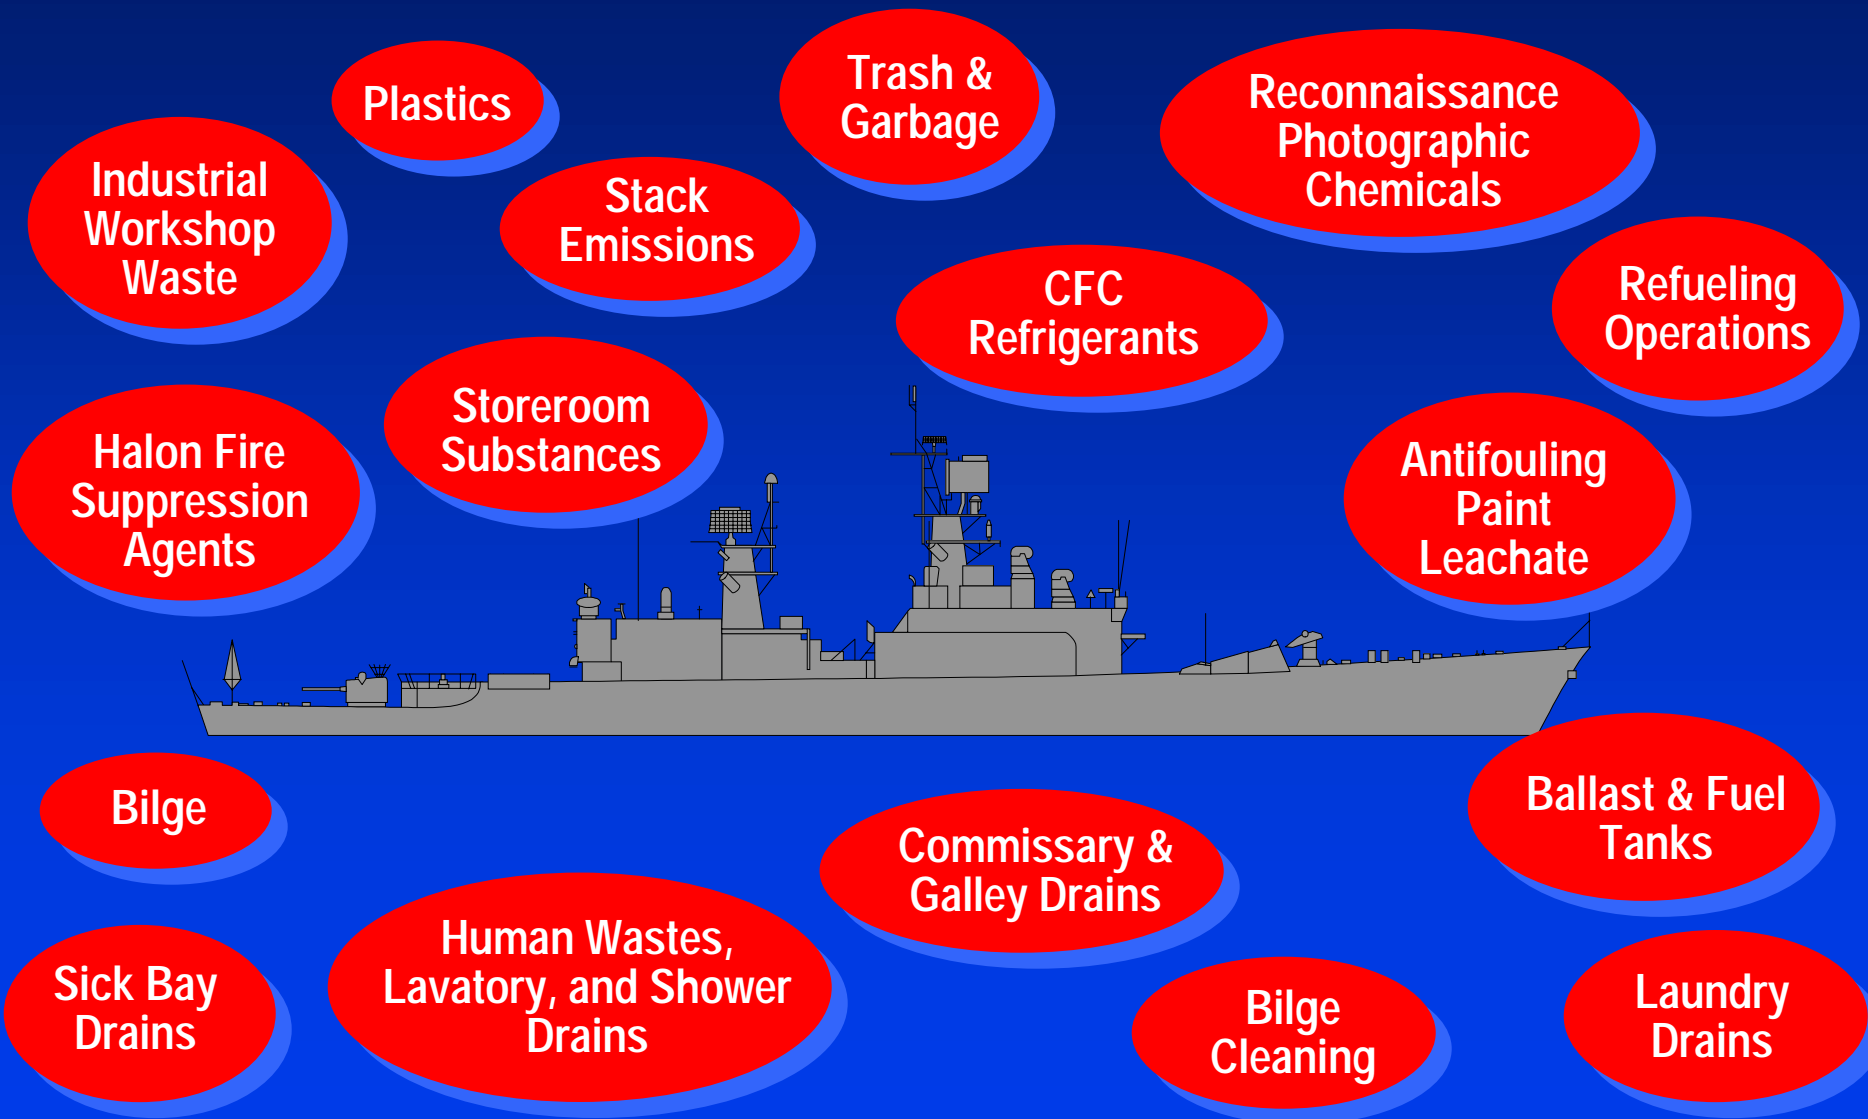 Plastics
Trash &
Garbage
Reconnaissance
Photographic
Chemicals
Industrial
Workshop
Waste
Stack
Emissions
CFC
Refrigerants
Refueling
Operations
Halon Fire
Suppression
Agents
Storeroom
Substances
Antifouling
Paint
Leachate
Bilge
Commissary &
Galley Drains
Ballast & Fuel
Tanks
Sick Bay
Drains
Human Wastes,
Lavatory, and Shower
Drains
Bilge
Cleaning
Laundry
Drains